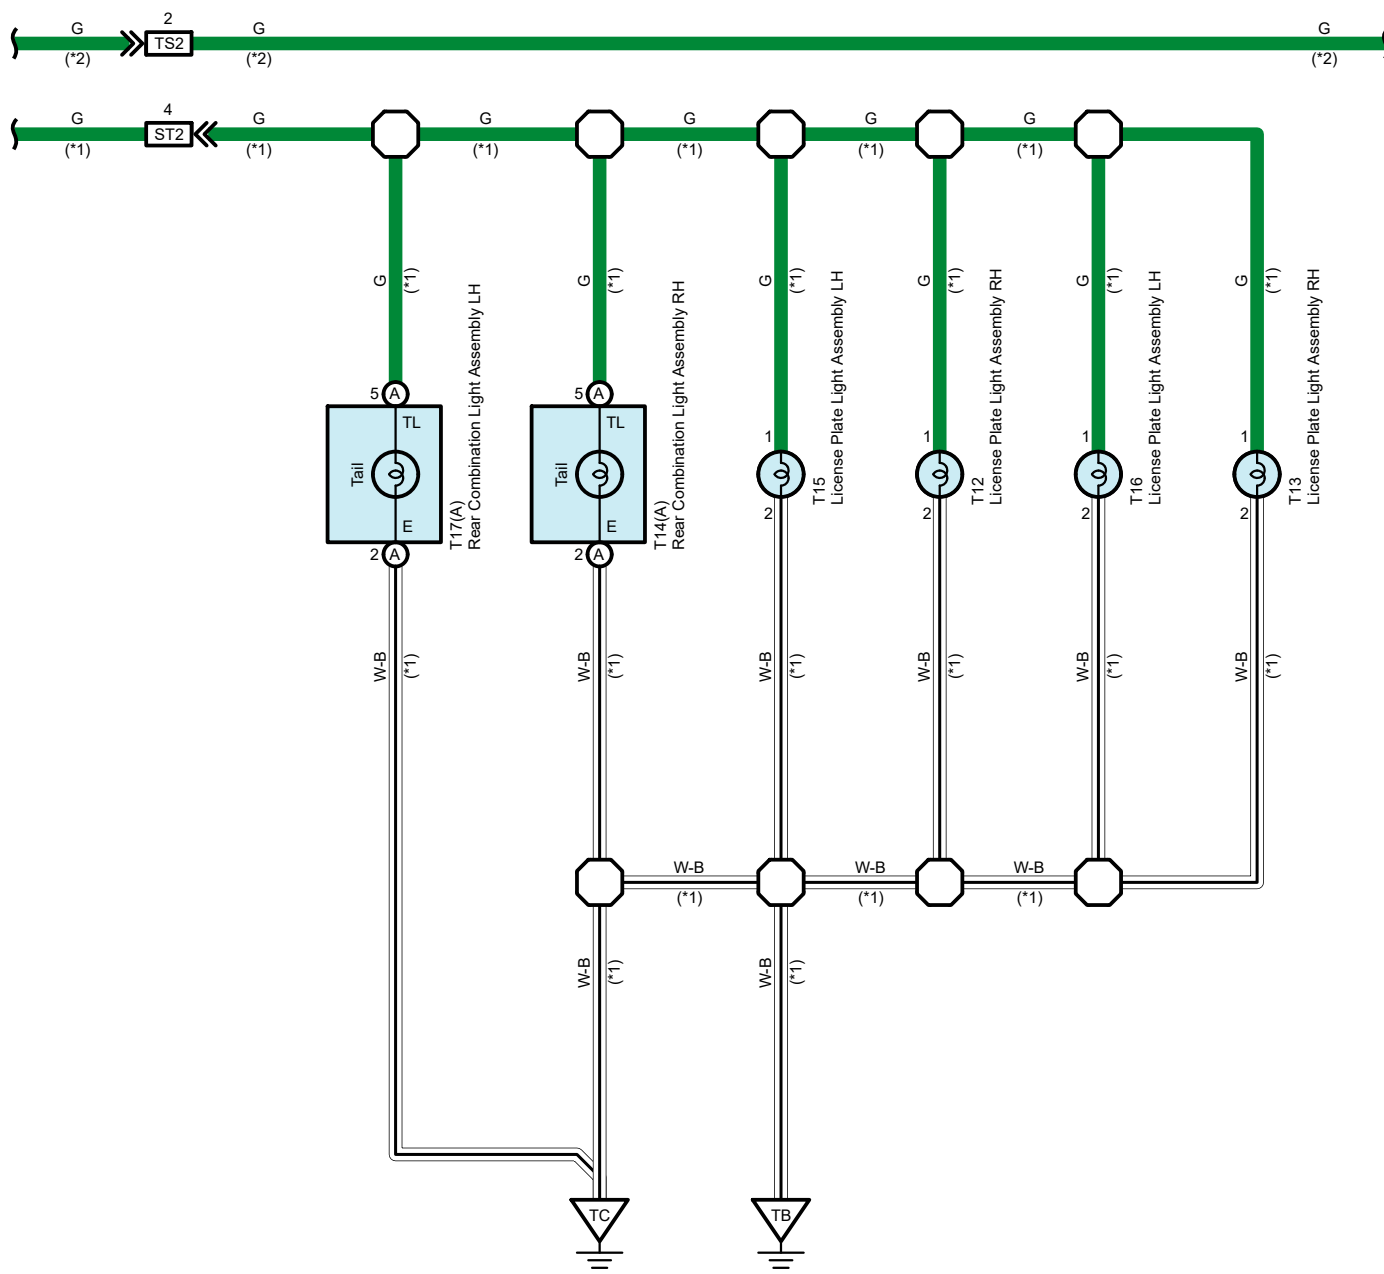 2
G
TS2
G
G
(*2)
(*2)
(*2)
4
G
ST2
G
G
G
G
G
(*1)
(*1)
(*1)
(*1)
(*1)
(*1)
G
(*1)
G
(*1)
G
(*1)
G
(*1)
G
(*1)
G
(*1)
5
A
TL
Tail
E
2
A
T17(A)
Rear Combination Light Assembly LH
5
A
TL
Tail
E
2
A
T14(A)
Rear Combination Light Assembly RH
1
2
T15
License Plate Light Assembly LH
1
2
T12
License Plate Light Assembly RH
1
2
T16
License Plate Light Assembly LH
1
2
T13
License Plate Light Assembly RH
W-B
(*1)
W-B
(*1)
W-B
(*1)
W-B
(*1)
W-B
(*1)
W-B
(*1)
W-B
W-B
W-B
(*1)
(*1)
(*1)
W-B
(*1)
W-B
(*1)
TC
TB